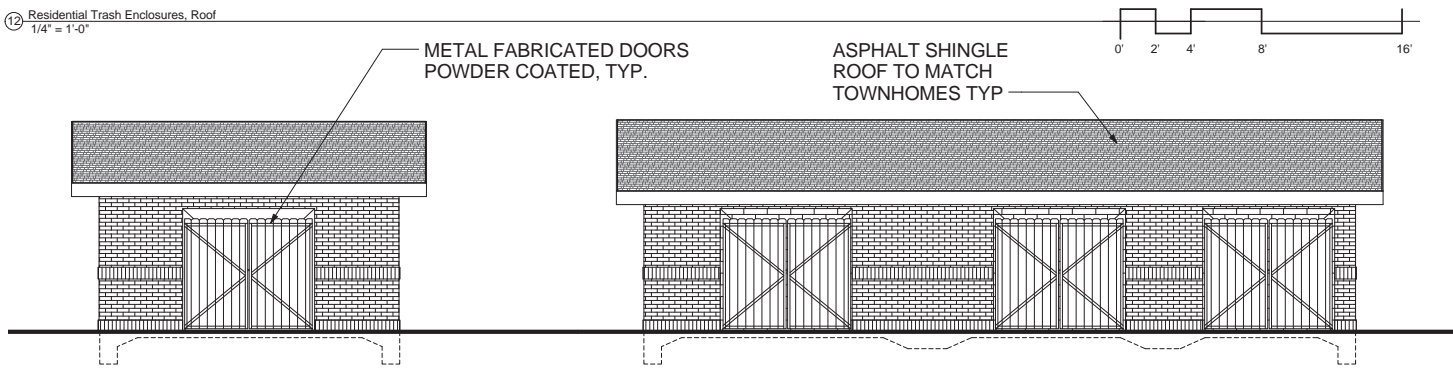 12 Residential Trash Enclosures, Roof
1/4" = 1'-0"
0' 2' 4' 8' 16'
METAL FABRICATED DOORS
POWDER COATED, TYP.
ASPHALT SHINGLE
ROOF TO MATCH
TOWNHOMES TYP